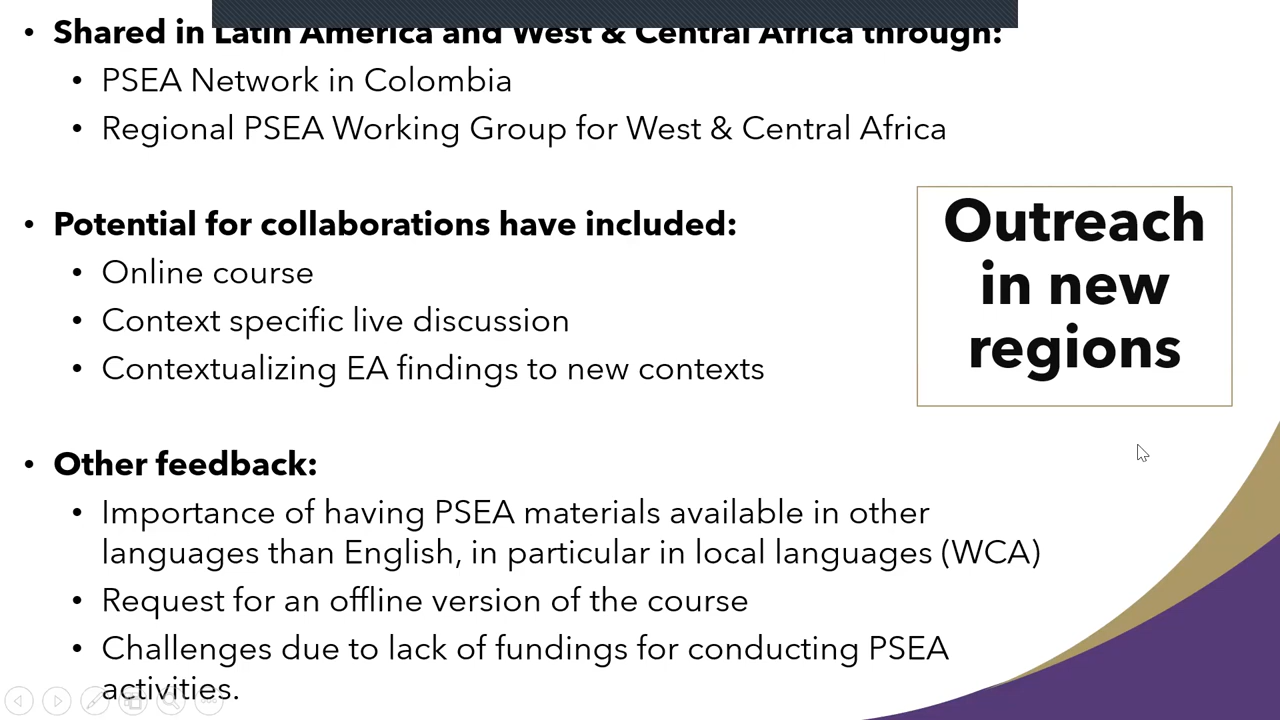 • Shared in Latin America and West & Central Africa through:
• PSEA Network in Colombia
• Regional PSEA Working Group for West & Central Africa
• Potential for collaborations have included:
• Online course
• Context specific live discussion
• Contextualizing EA findings to new contexts
Outreach
in new
regions
• Other feedback:
• Importance of having PSEA materials available in other
languages than English, in particular in local languages (WCA)
• Request for an offline version of the course
• Challenges due to lack of fundings for conducting PSEA
activities.